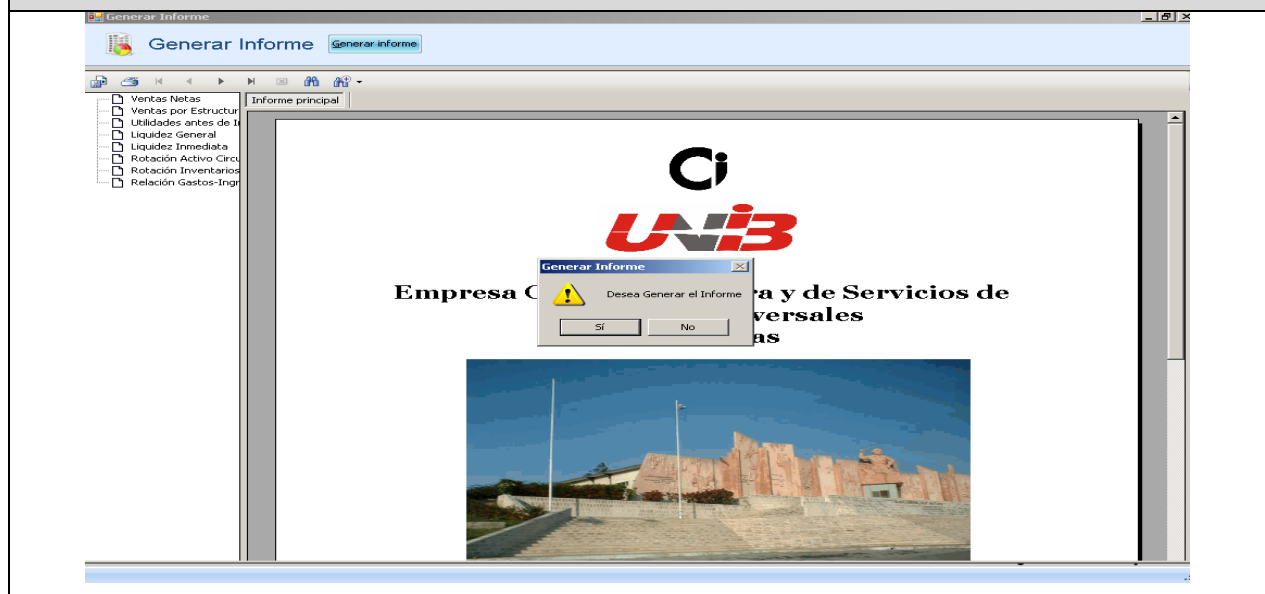 Generar Informe
Generar Informe
Generar informe
Ventas Netas
Ventas por Estructur
Utilidades antes de I
Liquidez General
Liquidez Inmediata
Rotación Activo Circu
Rotación Inventarios
Relación Gastos-Ingr
Informe principal
Ci
UNiB
Empresa C
ra y de Servicios de
versales
as
Generar Informe
Desea Generar el Informe
Sí
No